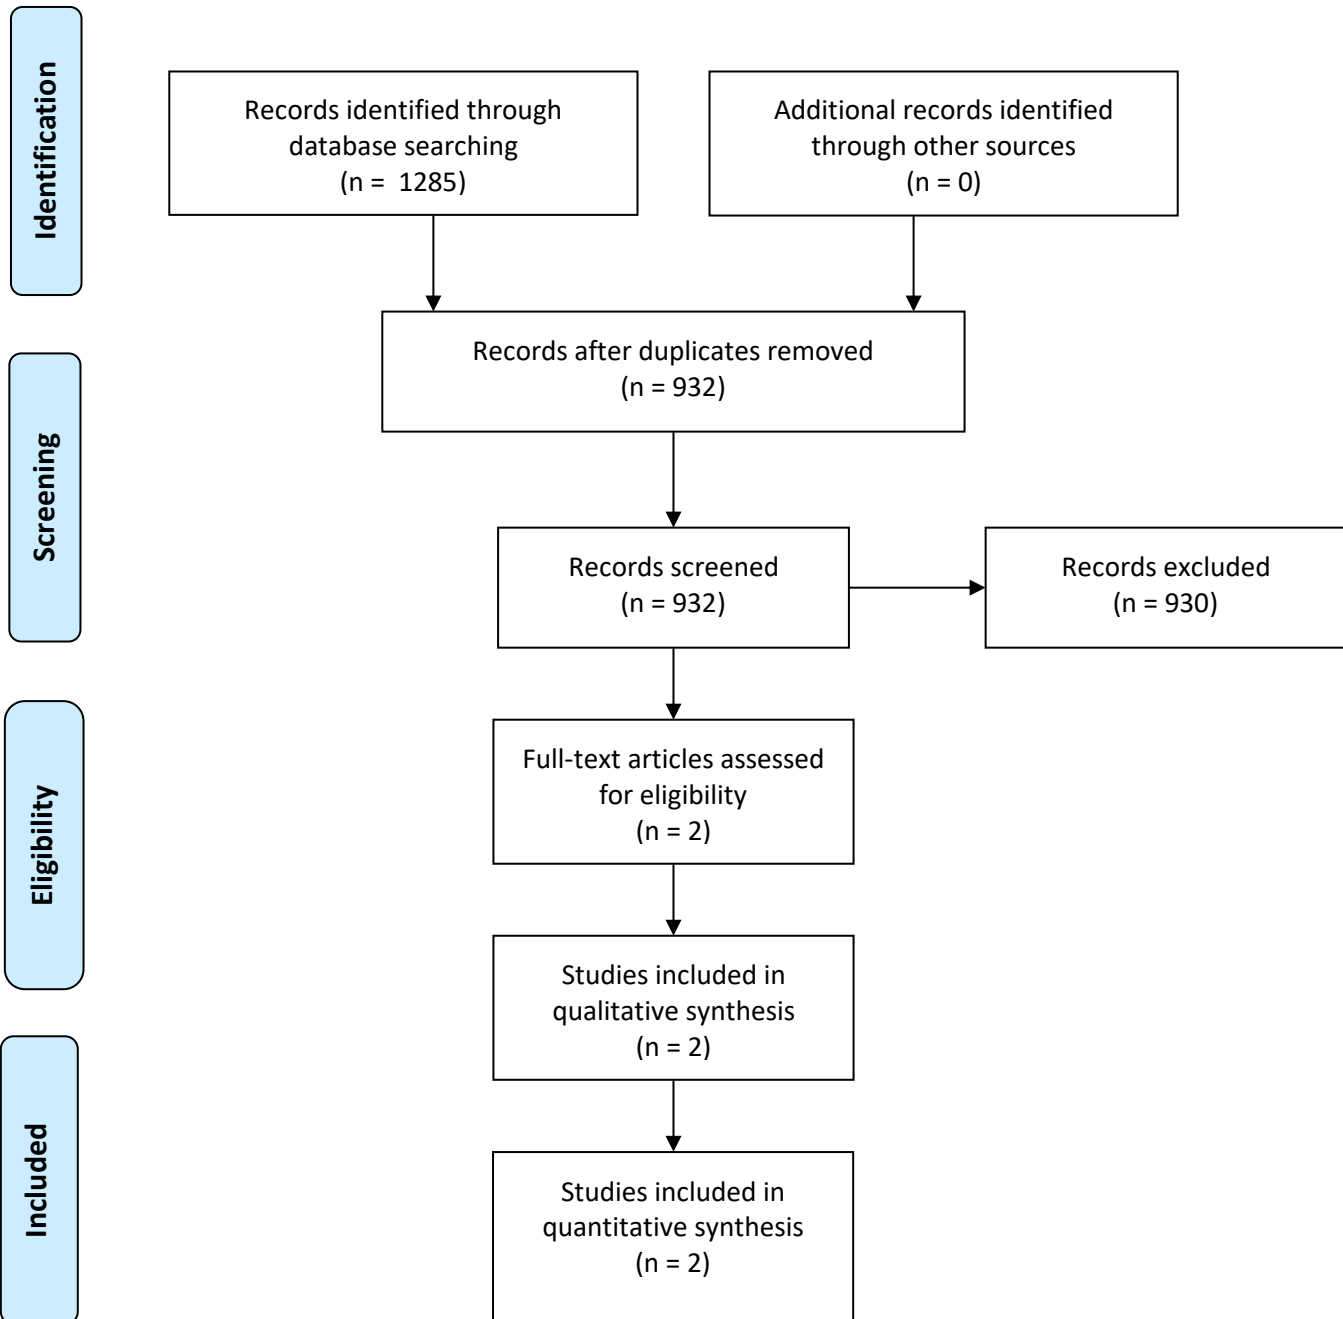 Identification
Records identified through
database searching
(n =  1285)
Additional records identified
through other sources
(n = 0)
Records after duplicates removed
(n = 932)
Screening
Records screened
(n = 932)
Records excluded
(n = 930)
Eligibility
Full-text articles assessed
for eligibility
(n = 2)
Studies included in
qualitative synthesis
(n = 2)
Included
Studies included in
quantitative synthesis
(n = 2)